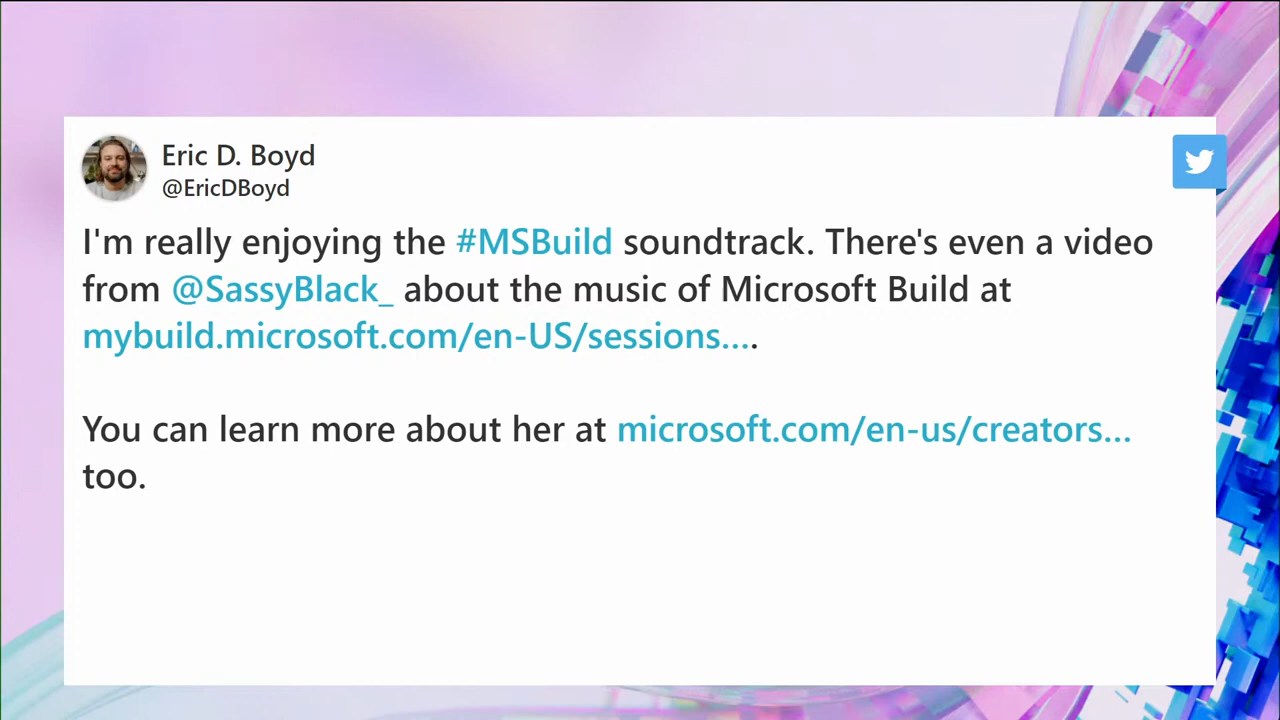 Eric D. Boyd
@EricDBoyd
I'm really enjoying the #MSBuild soundtrack. There's even a video
from @SassyBlack_ about the music of Microsoft Build at
mybuild.microsoft.com/en-US/sessions….
You can learn more about her at microsoft.com/en-us/creators…
too.